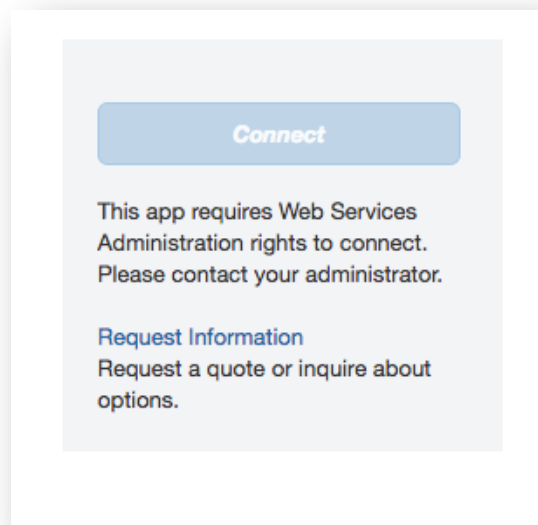 Connect
This app requires Web Services
Administration rights to connect.
Please contact your administrator.
Request Information
Request a quote or inquire about
options.